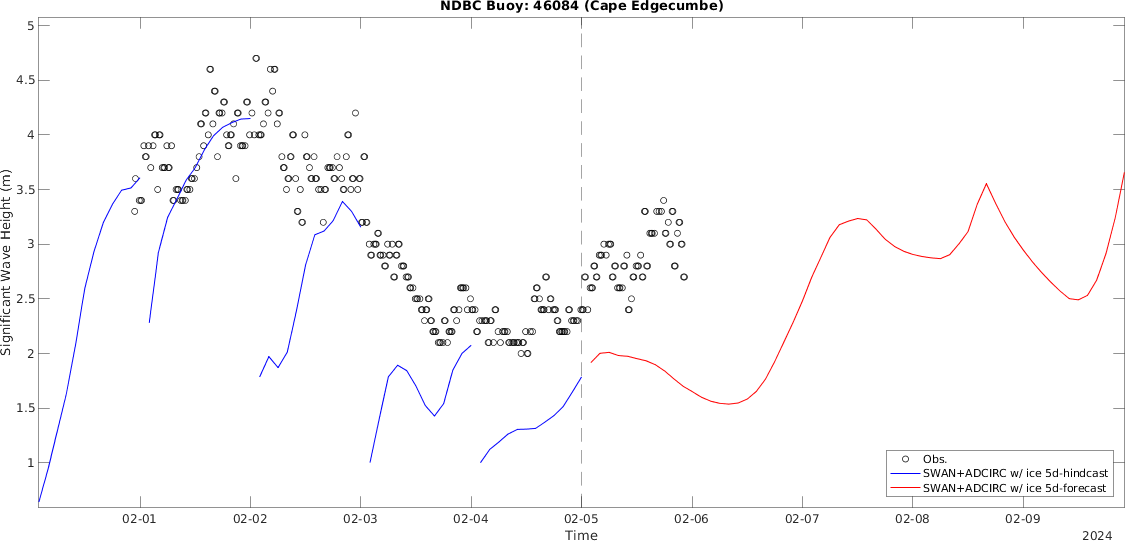 NDBC Buoy: 46084 (Cape Edgecumbe)
Significant Wave Height (m)
5
4.5
4
3.5
3
2.5
2
1.5
1
Obs.
SWAN+ADCIRC w/ ice 5d-hindcast
SWAN+ADCIRC w/ ice 5d-forecast
02-01 02-02 02-03 02-04 02-05 02-06 02-07 02-08 02-09
Time
2024